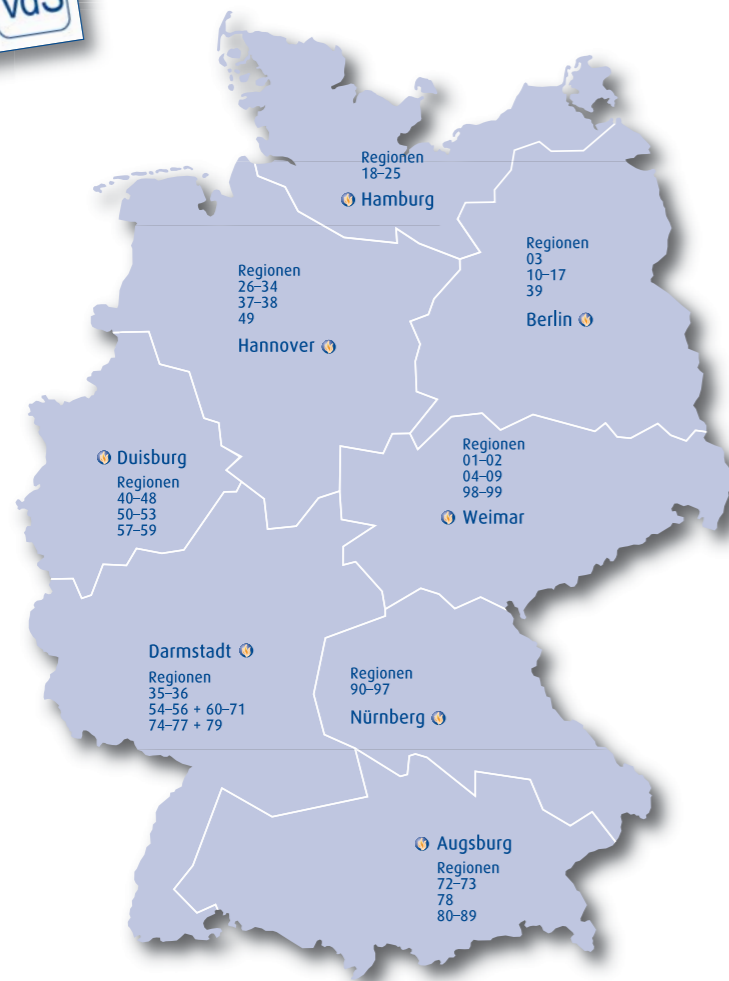 VdS
Regionen
18–25
Hamburg
Regionen
03
10–17
39
Berlin
Regionen
26–34
37–38
49
Hannover
Duisburg
Regionen
40–48
50–53
57–59
Regionen
01–02
04–09
98–99
Weimar
Darmstadt
Regionen
35–36
54–56 + 60–71
74–77 + 79
Regionen
90–97
Nürnberg
Augsburg
Regionen
72–73
78
80–89